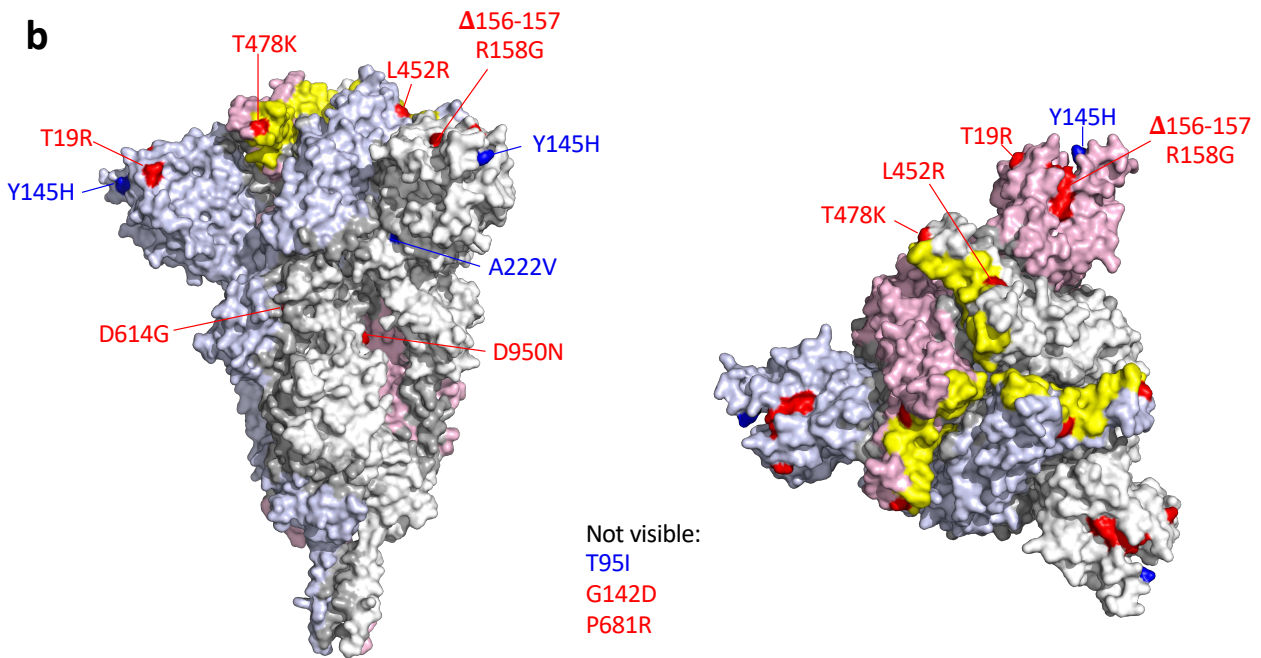 b
T478K
Δ156-157
R158G
L452R
T19R
Y145H
Y145H
A222V
D614G
D950N
Y145H
T19R
Δ156-157
R158G
L452R
T478K
Not visible:
T95I
G142D
P681R